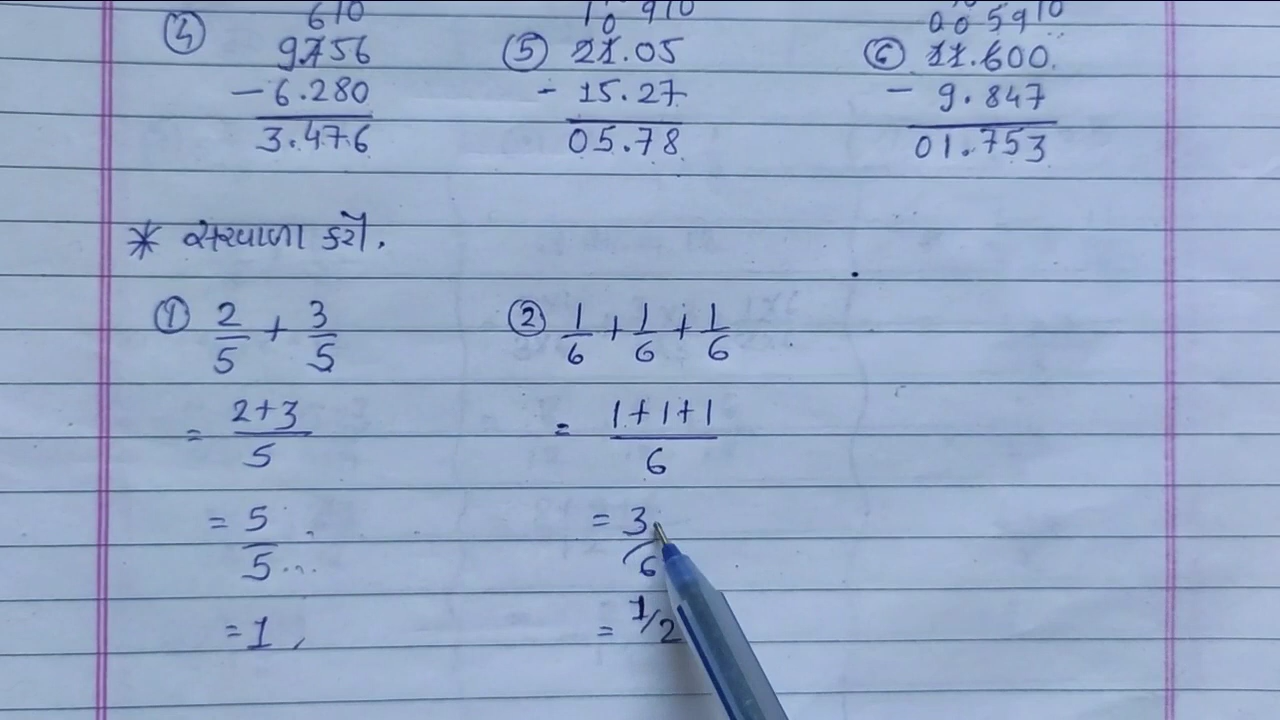 ④ 9756 - 6.280 3.476
⑤ 21.05 - 15.27 05.78
⑥ 11.600. - 9.847 01.753
* સરવાળા કરો.
① 2/5 + 3/5
= 2+3/5
= 5/5
= 1
② 1/6 + 1/6 + 1/6
= 1+1+1/6
= 3/6
= 1/2